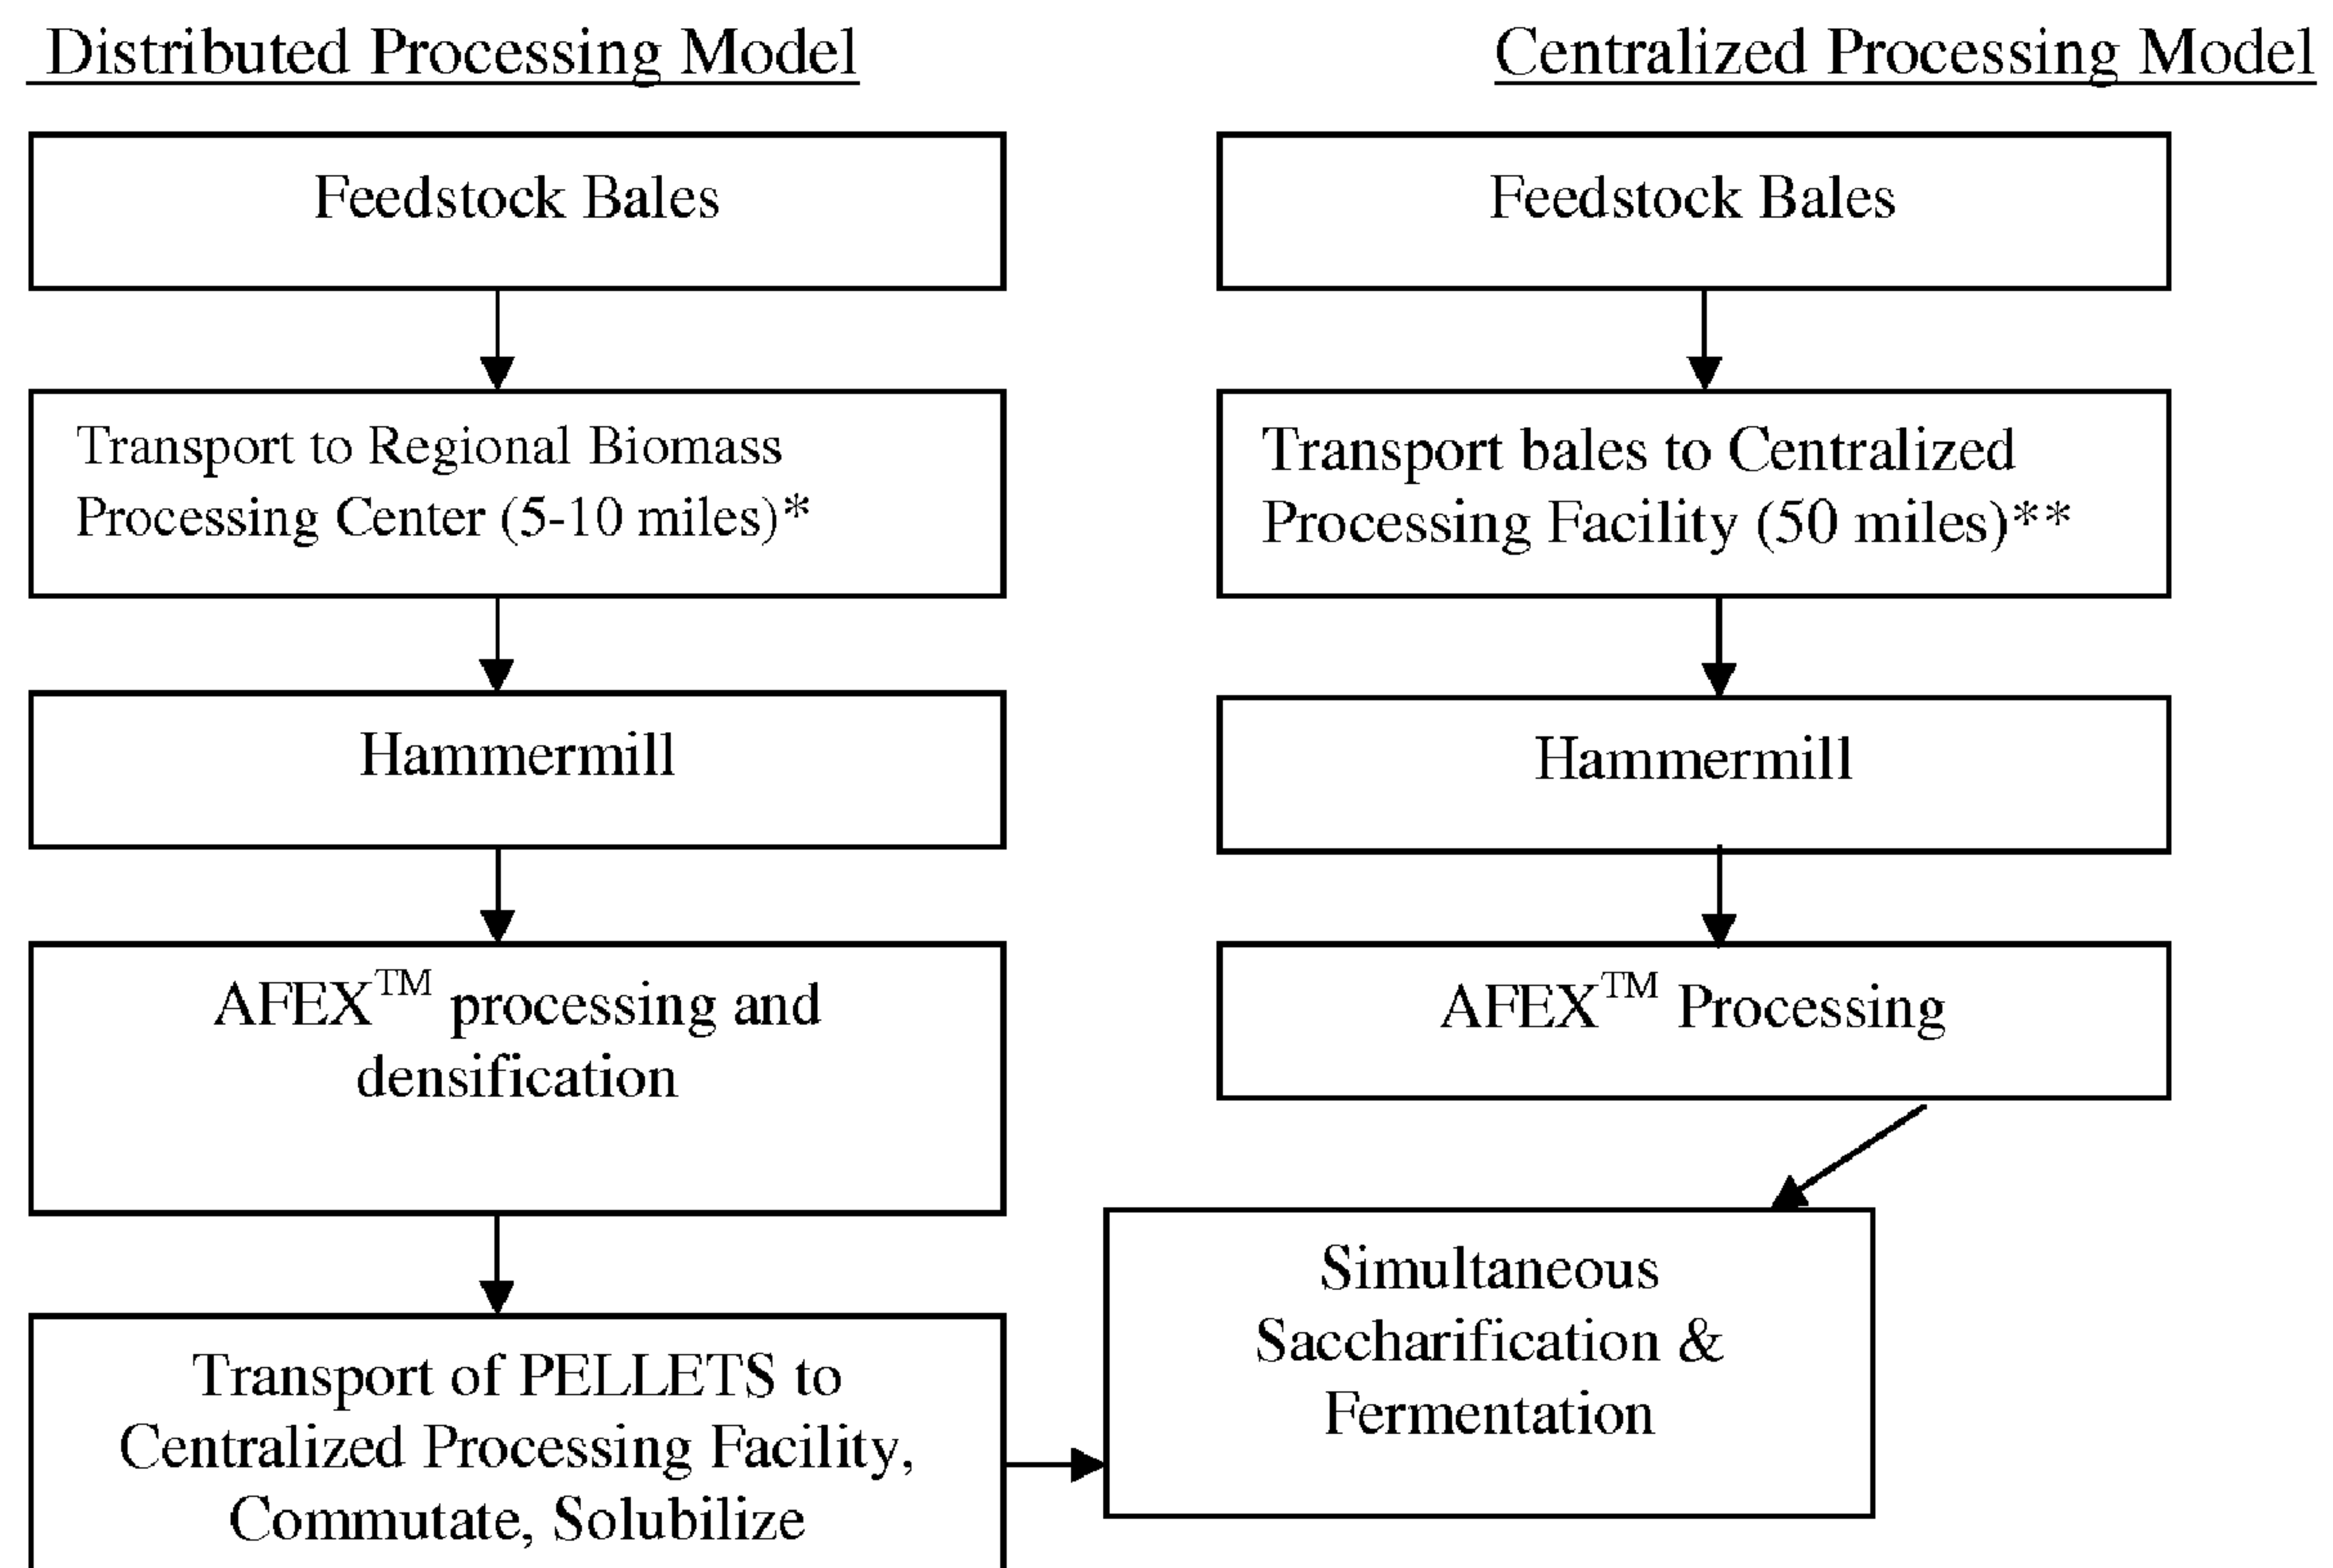 Distributed Processing Model
Feedstock Bales
Transport to Regional Biomass
Processing Center (5-10 miles)*
Hammermill
AFEX™ processing and
densification
Transport of PELLETS to
Centralized Processing Facility,
Commutate, Solubilize
Centralized Processing Model
Feedstock Bales
Transport bales to Centralized
Processing Facility (50 miles)**
Hammermill
AFEX™ Processing
Simultaneous
Saccharification &
Fermentation